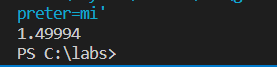 preter=mi'
1.49994
PS C:\labs>